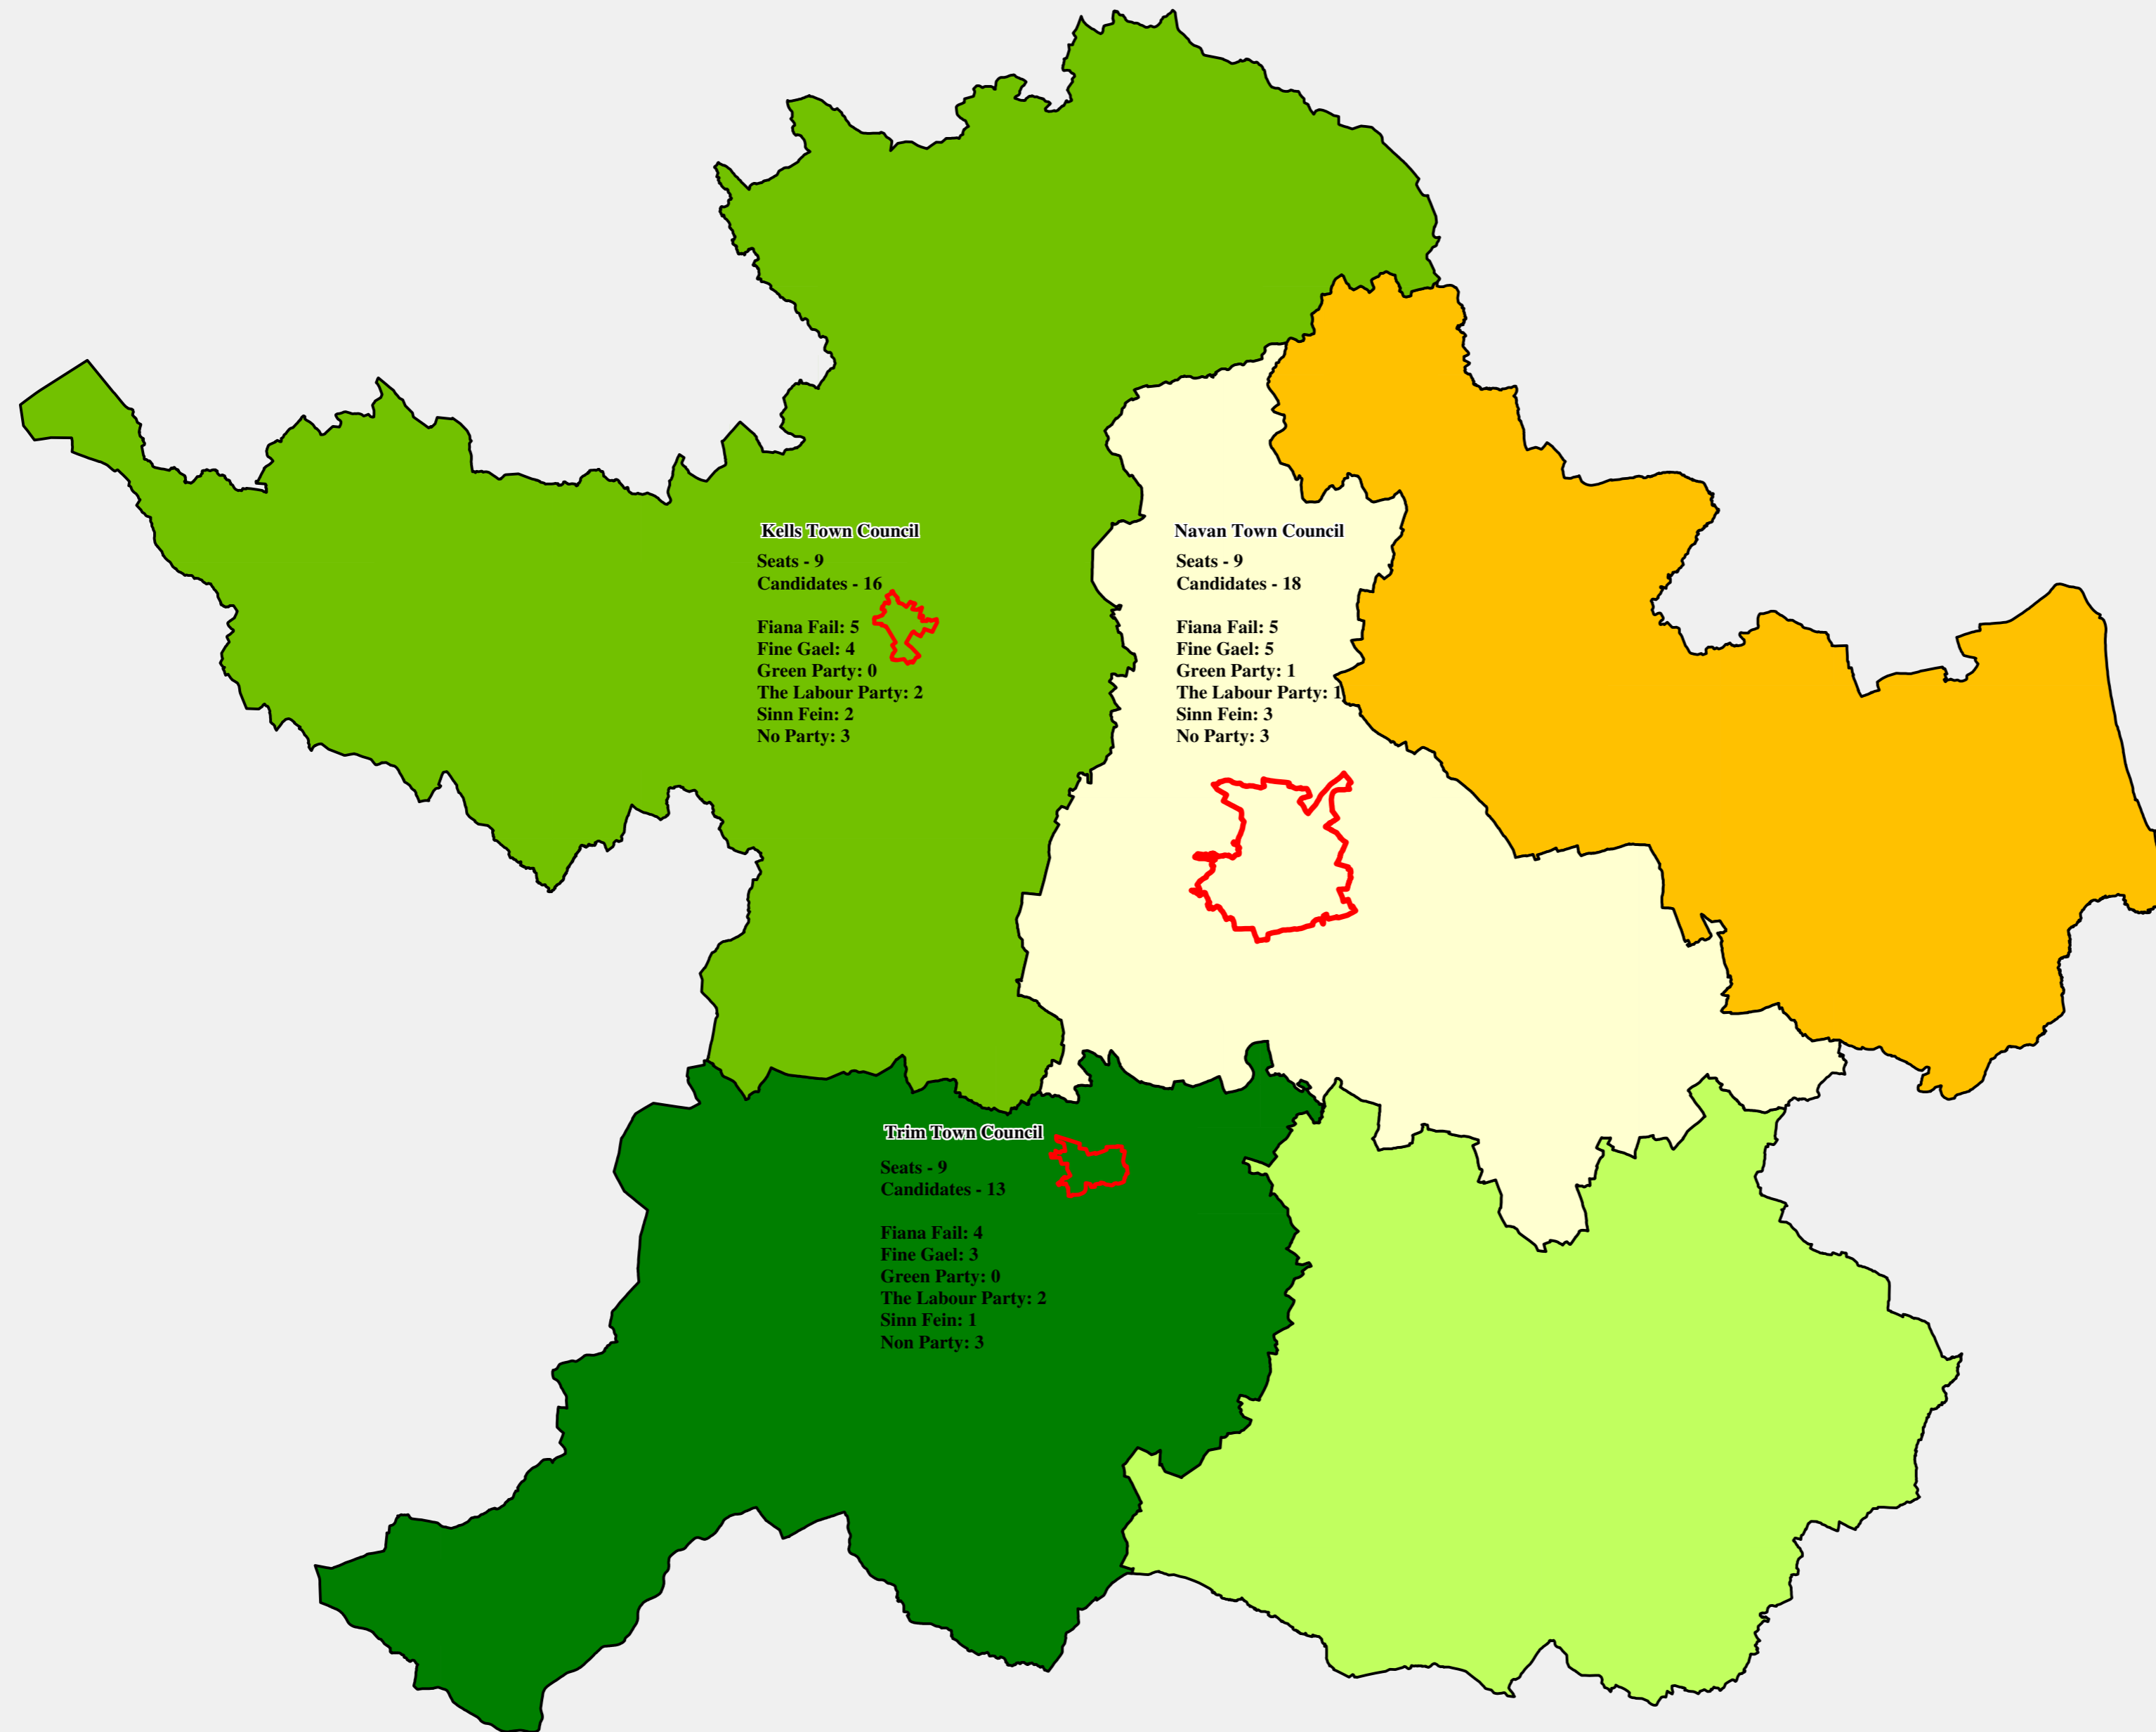 Kells Town Council
Seats - 9
Candidates - 16
Fiana Fail: 5
Fine Gael: 4
Green Party: 0
The Labour Party: 2
Sinn Fein: 2
No Party: 3
Navan Town Council
Seats - 9
Candidates - 18
Fiana Fail: 5
Fine Gael: 5
Green Party: 1
The Labour Party: 1
Sinn Fein: 3
No Party: 3
Trim Town Council
Seats - 9
Candidates - 13
Fiana Fail: 4
Fine Gael: 3
Green Party: 0
The Labour Party: 2
Sinn Fein: 1
Non Party: 3